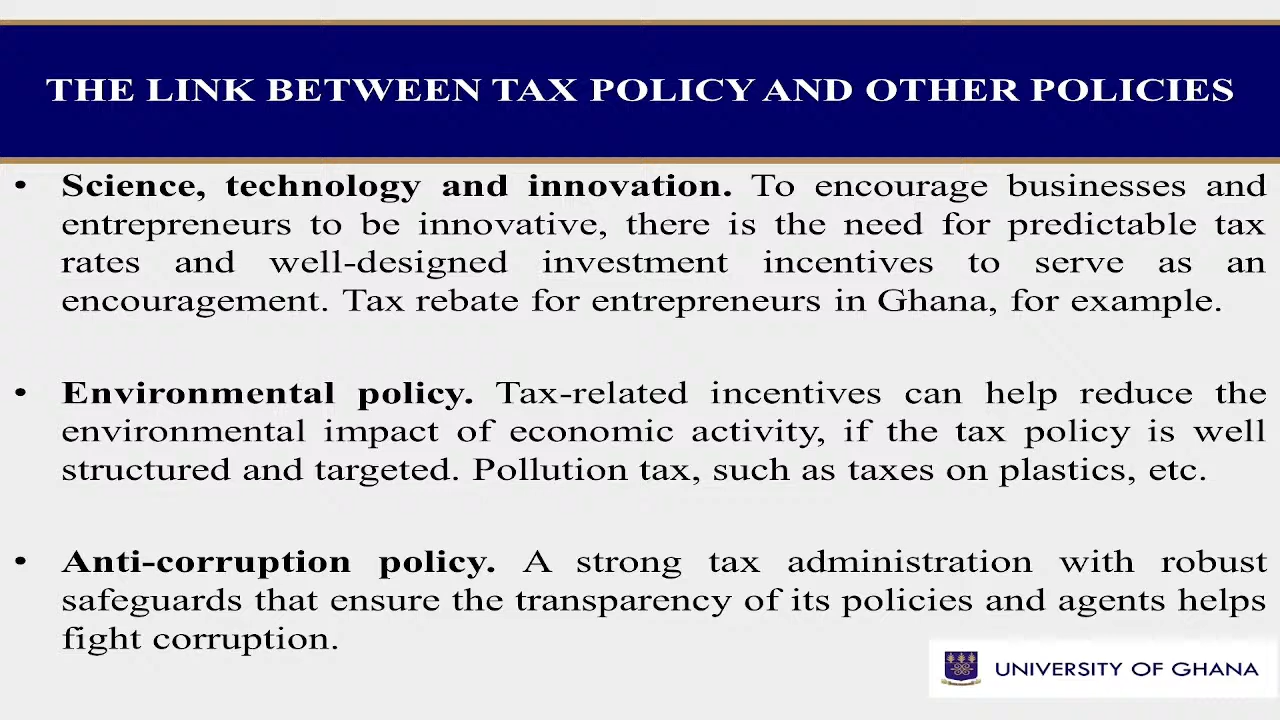 THE LINK BETWEEN TAX POLICY AND OTHER POLICIES
• Science, technology and innovation. To encourage businesses and
entrepreneurs to be innovative, there is the need for predictable tax
rates and well-designed investment incentives to serve as an
encouragement. Tax rebate for entrepreneurs in Ghana, for example.
• Environmental policy. Tax-related incentives can help reduce the
environmental impact of economic activity, if the tax policy is well
structured and targeted. Pollution tax, such as taxes on plastics, etc.
• Anti-corruption policy. A strong tax administration with robust
safeguards that ensure the transparency of its policies and agents helps
fight corruption.
UNIVERSITY OF GHANA